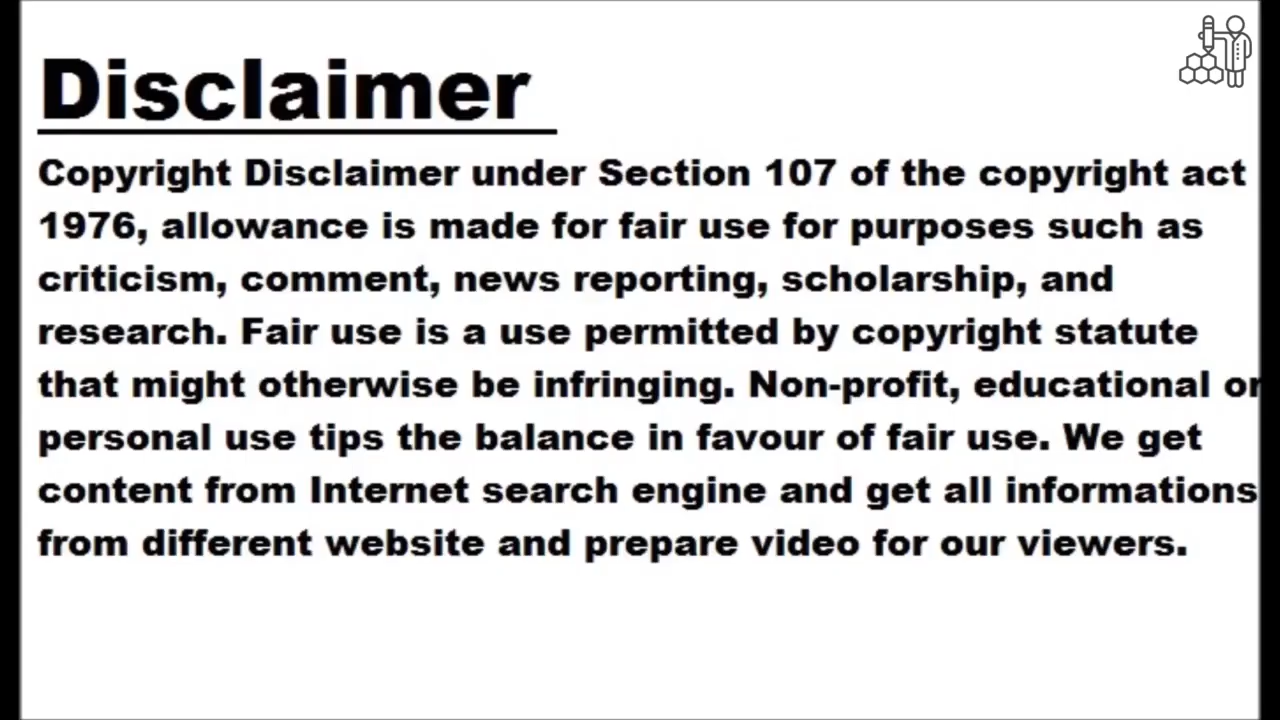 Disclaimer
Copyright Disclaimer under Section 107 of the copyright act
1976, allowance is made for fair use for purposes such as
criticism, comment, news reporting, scholarship, and
research. Fair use is a use permitted by copyright statute
that might otherwise be infringing. Non-profit, educational or
personal use tips the balance in favour of fair use. We get
content from Internet search engine and get all informations
from different website and prepare video for our viewers.